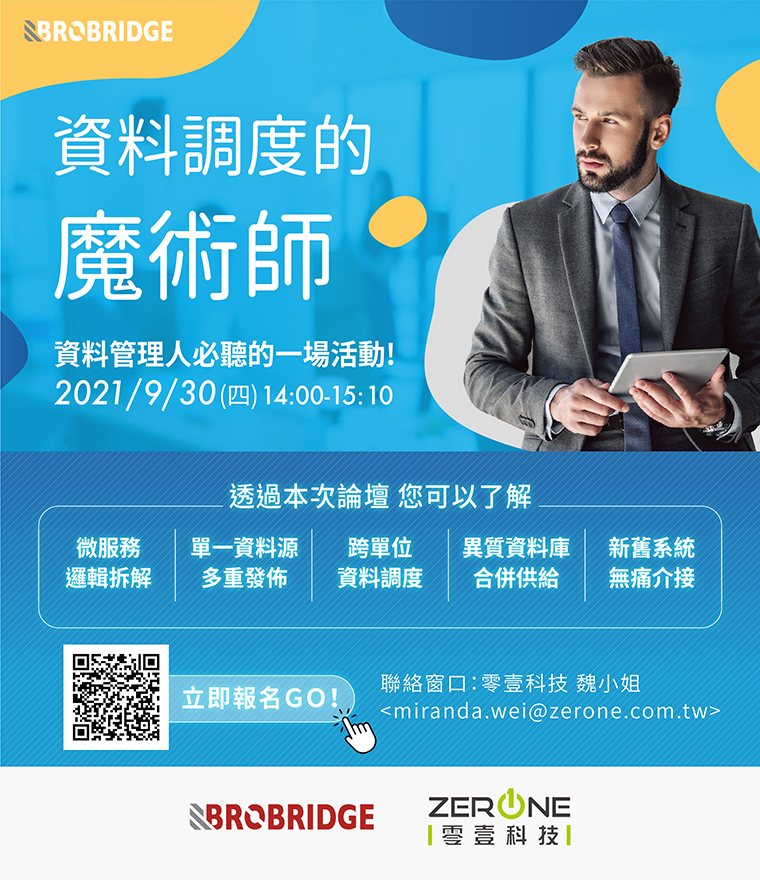 BROBRIDGE
資料調度的
魔術師
資料管理人必聽的一場活動!
2021/9/30(四)14:00-15:10
透過本次論壇 您可以了解
微服務
邏輯拆解
單一資料源
多重發佈
跨單位
資料調度
異質資料庫
合併供給
新舊系統
無痛介接
立即報名GO!
聯絡窗口:零壹科技 魏小姐
<miranda.wei@zerone.com.tw>
BROBRIDGE
ZERONE
零壹科技